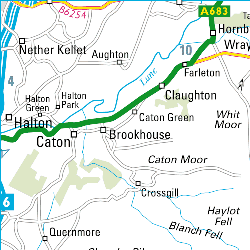 A683
B6254
Hornb
Nether Kellet
10
Wray
Aughton
Lune
Farleton
4
Halton
Green
Halton
Park
Claughton
Caton Green
Whit
Moor
Halton
Brookhouse
Caton
Caton Moor
Crossgill
6
Haylot
Fell
Quernmore
Blanch Fell